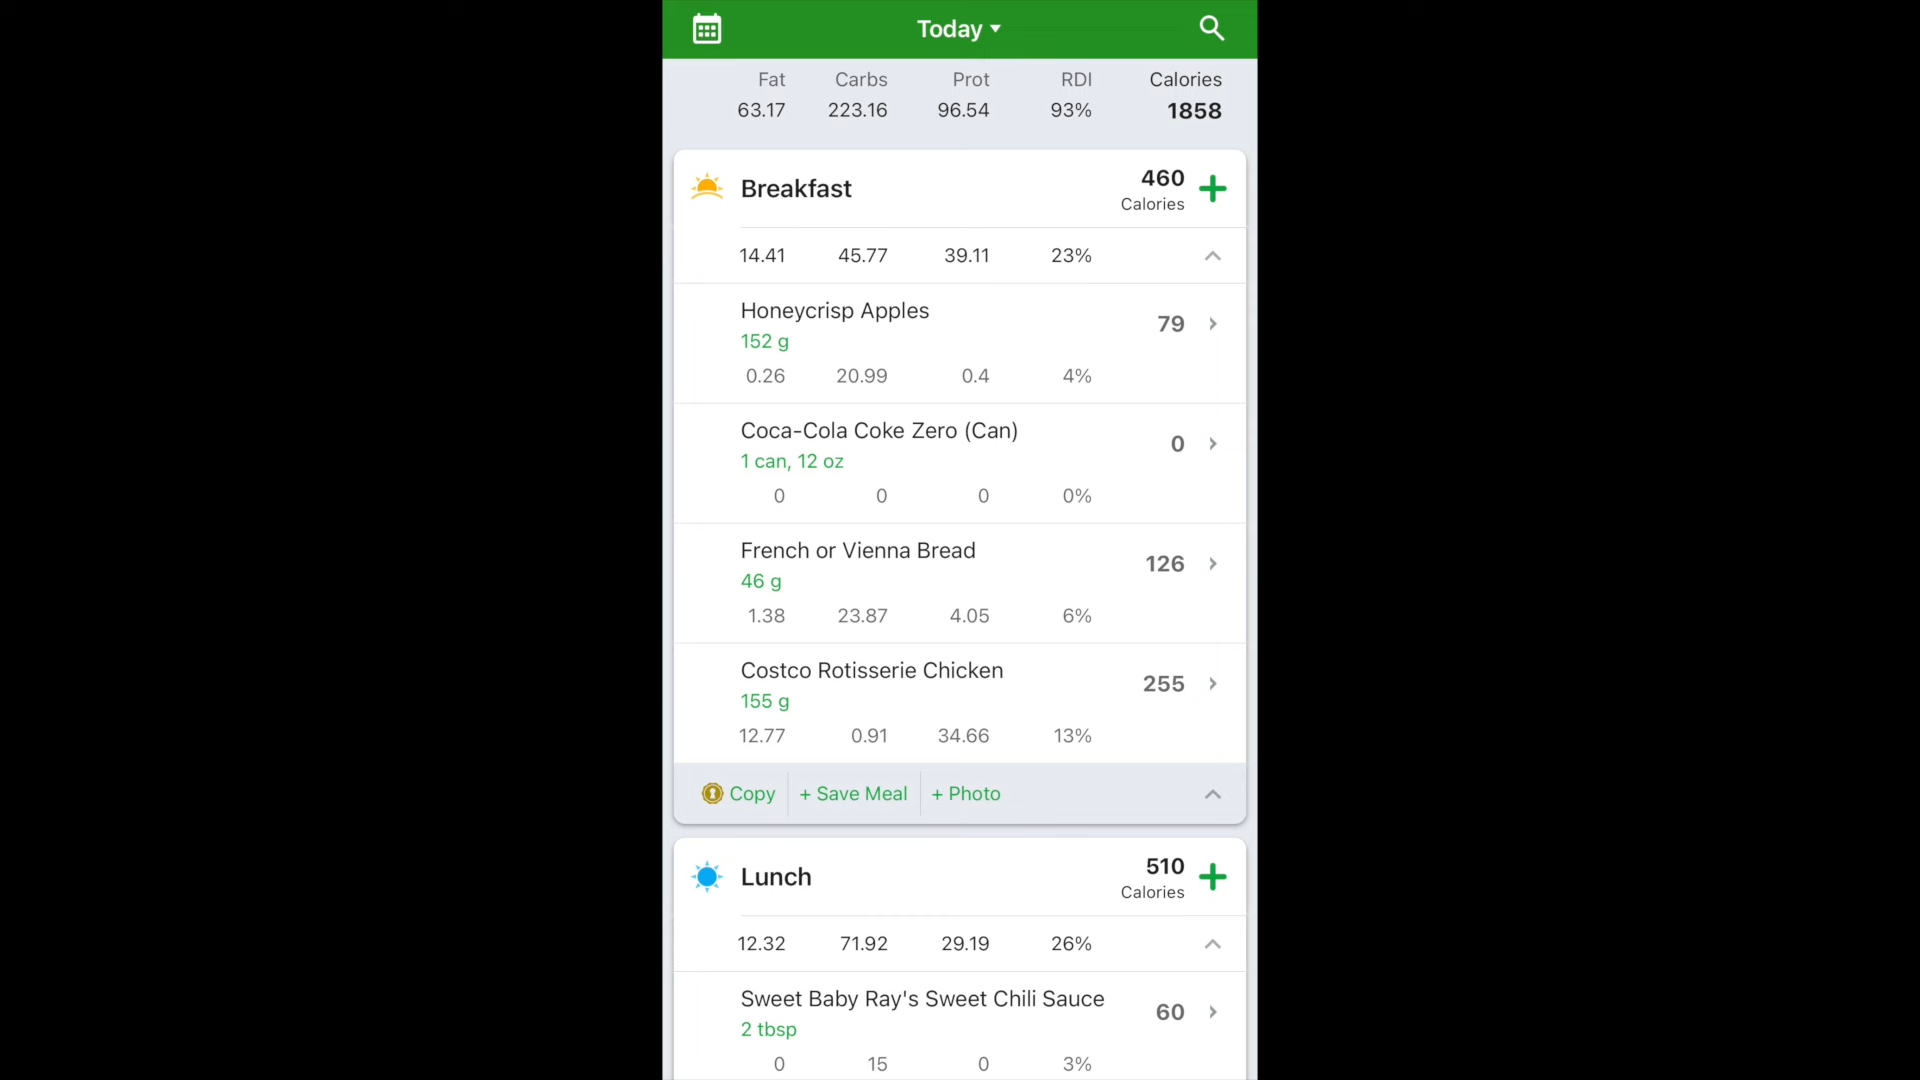 Today
Fat Carbs Prot RDI Calories
63.17 223.16 96.54 93% 1858
Breakfast 460 Calories
14.41 45.77 39.11 23%
Honeycrisp Apples 79
152 g
0.26 20.99 0.4 4%
Coca-Cola Coke Zero (Can) 0
1 can, 12 oz
0 0 0 0%
French or Vienna Bread 126
46 g
1.38 23.87 4.05 6%
Costco Rotisserie Chicken 255
155 g
12.77 0.91 34.66 13%
Copy + Save Meal + Photo
Lunch 510 Calories
12.32 71.92 29.19 26%
Sweet Baby Ray's Sweet Chili Sauce 60
2 tbsp
0 15 0 3%